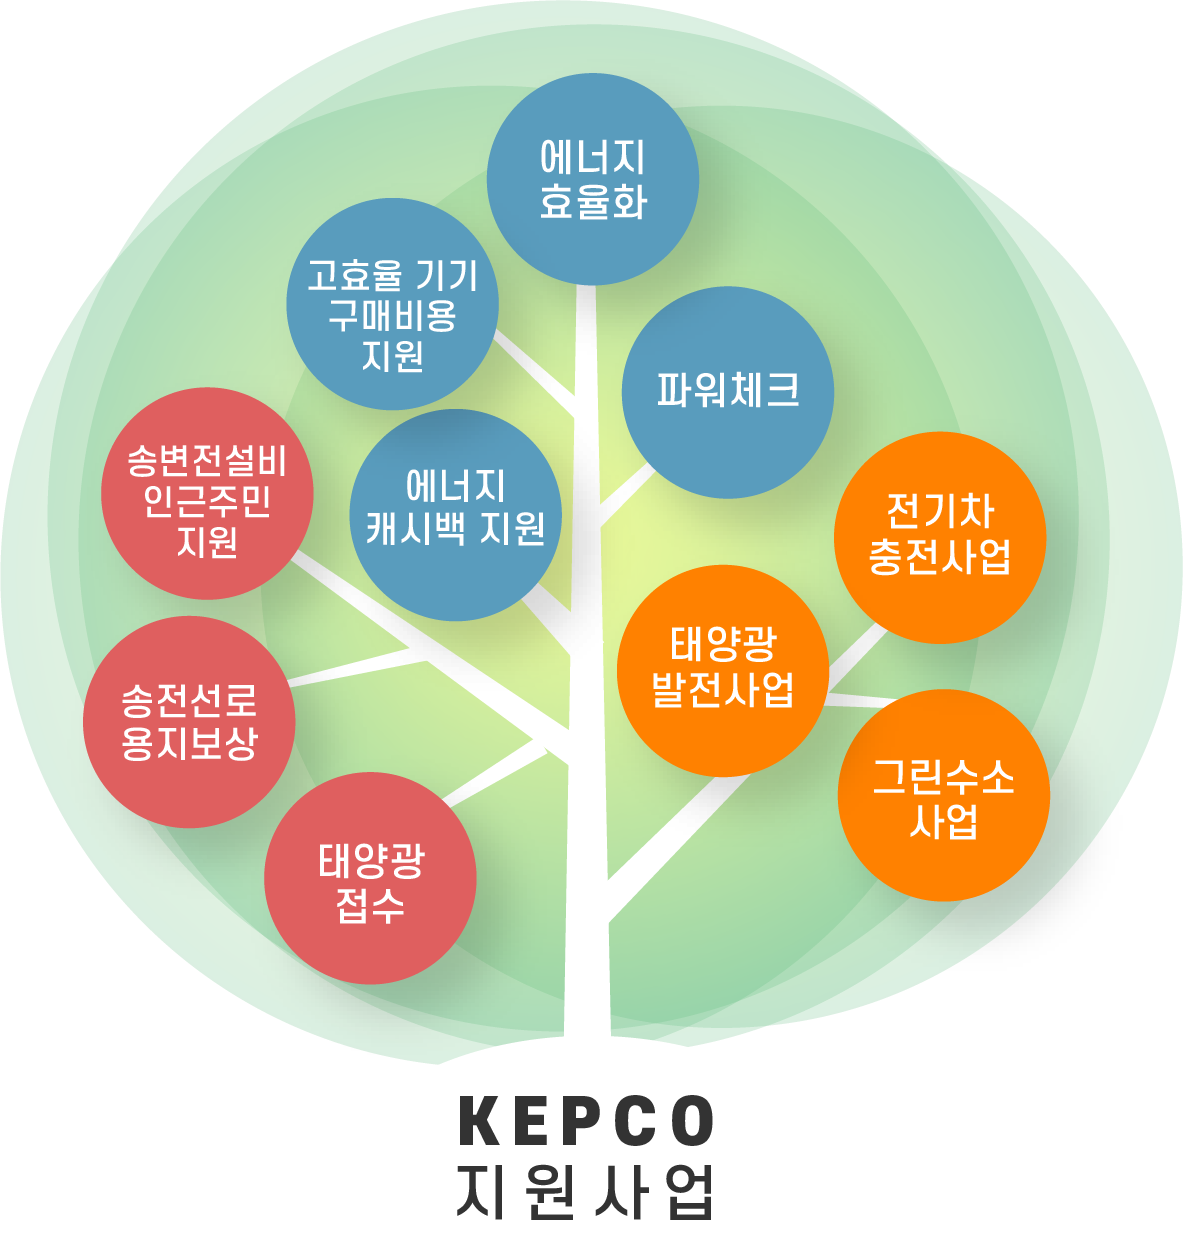 에너지
효율화
고효율 기기
구매비용
지원
파워체크
송변전설비
인근주민
지원
에너지
캐시백 지원
전기차
충전사업
태양광
발전사업
송전선로
용지보상
그린수소
사업
태양광
접수
KEPCO
지원사업